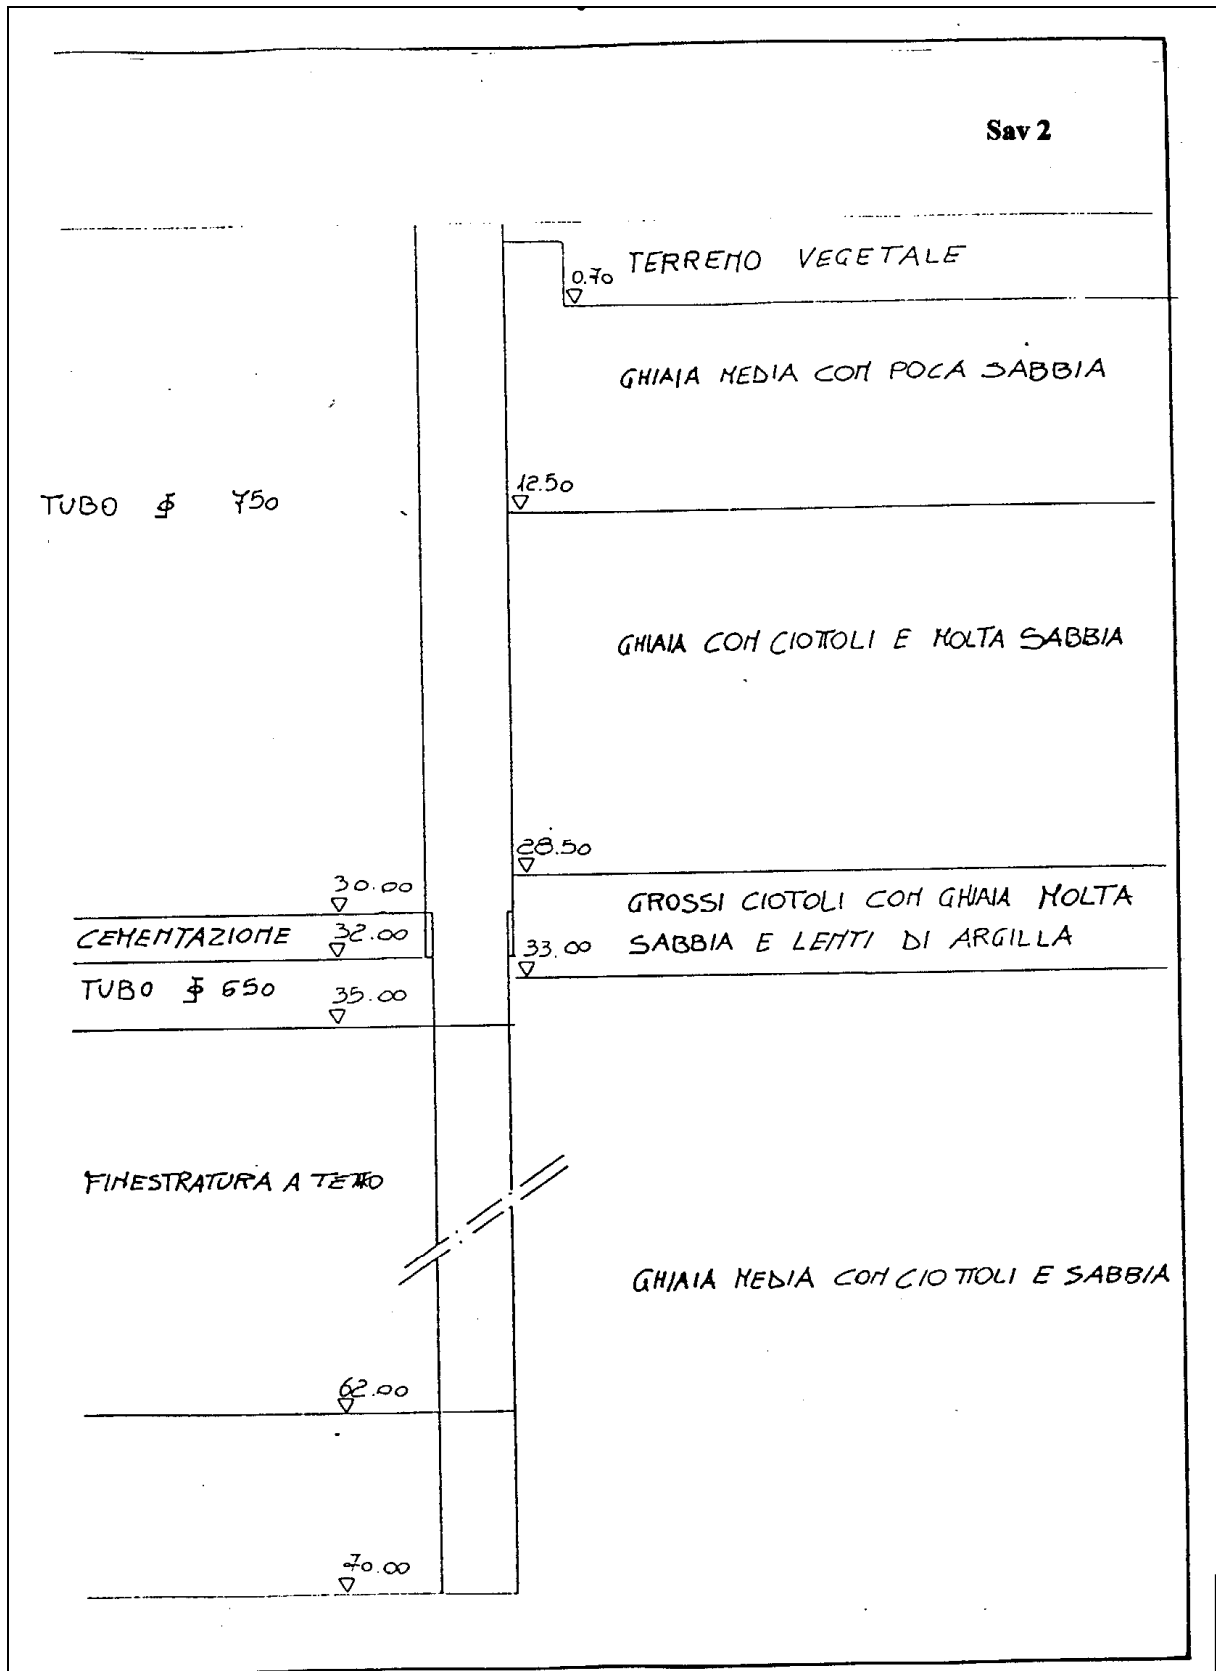 Sav 2
TERRENO VEGETALE
0.70
GHIAIA MEDIA CON POCA SABBIA
12.50
TUBO ϕ 750
GHIAIA CON CIOTTOLI E MOLTA SABBIA
28.50
30.00
GROSSI CIOTOLI CON GHIAIA MOLTA
CEMENTAZIONE 32.00
33.00 SABBIA E LENTI DI ARGILLA
TUBO ϕ 650
35.00
FINESTRATURA A TETTO
GHIAIA MEDIA CON CIOTTOLI E SABBIA
62.00
70.00